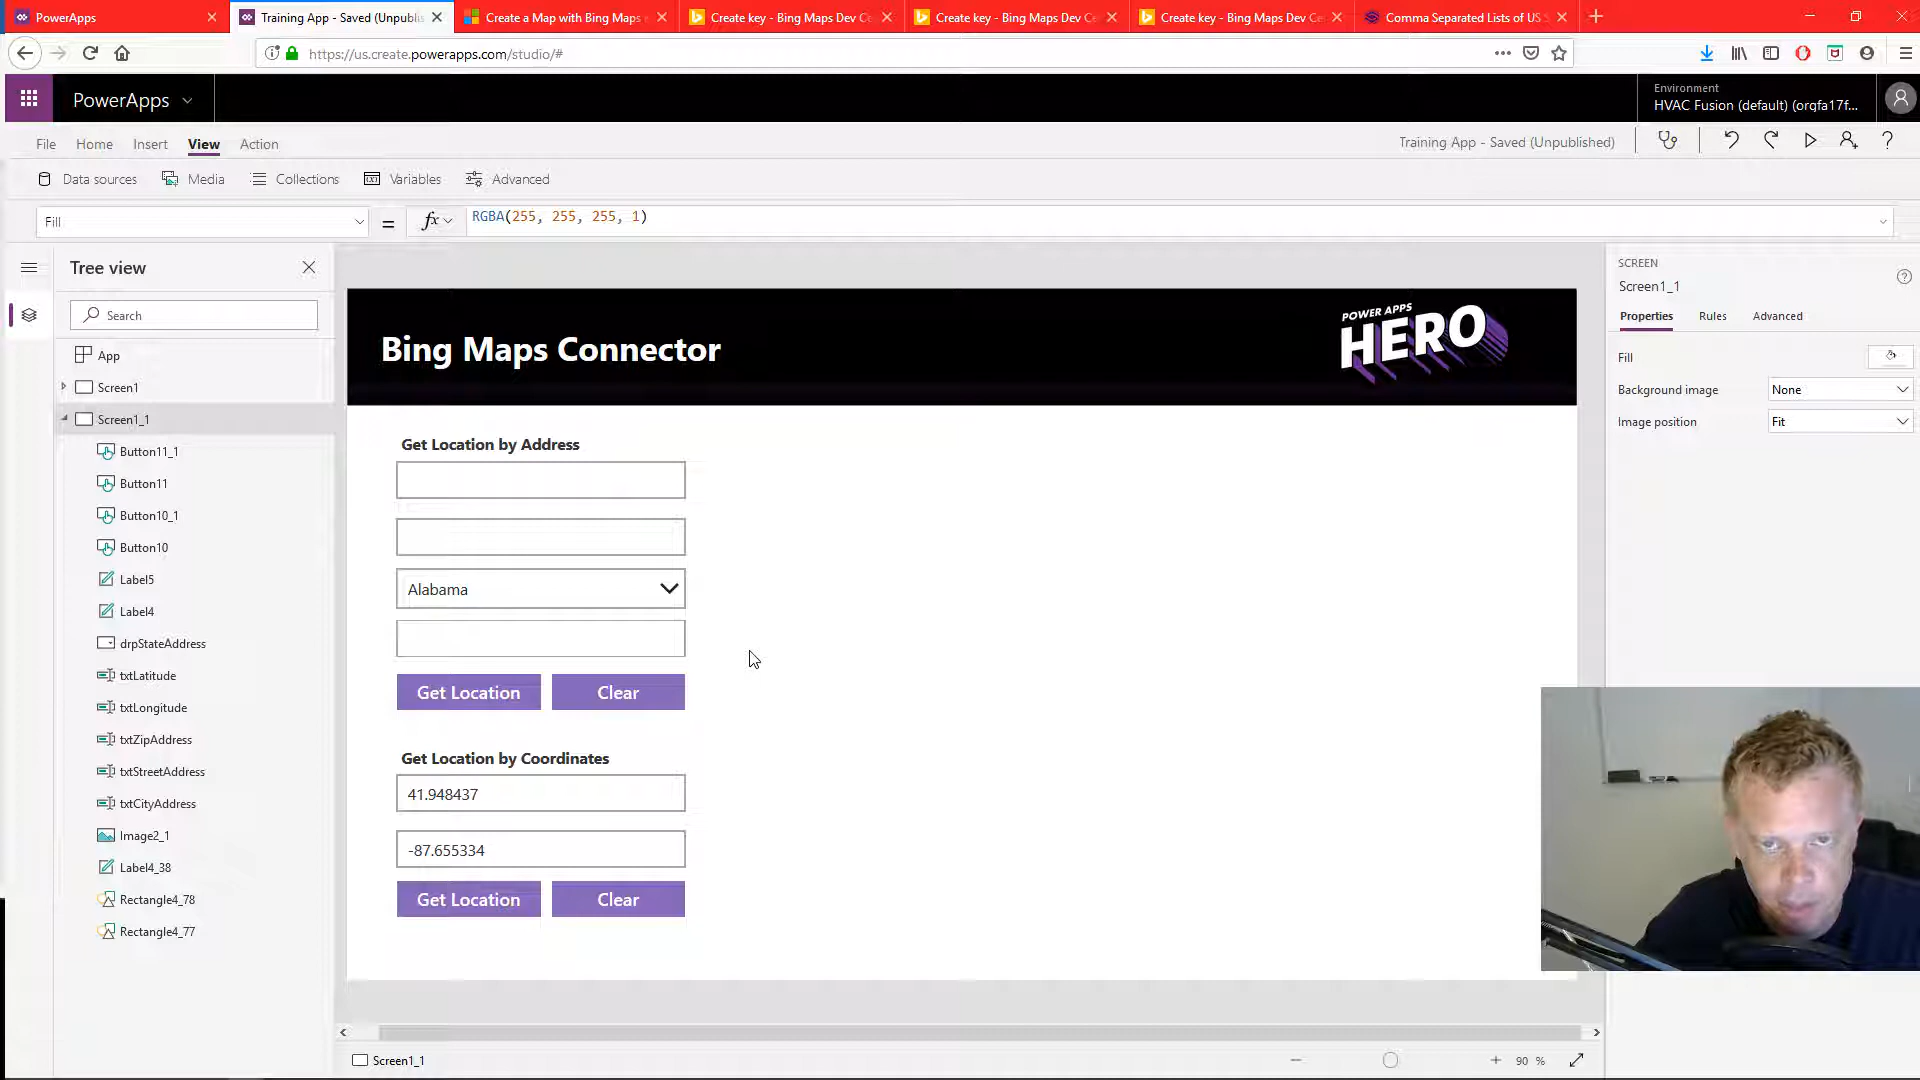 PowerApps
Training App - Saved (Unpublis
Create a Map with Bing Maps
Create key - Bing Maps Dev Ce
Create key - Bing Maps Dev Ce
Create key - Bing Maps Dev Ce
Comma Separated Lists of US S
https://us.create.powerapps.com/studio/#
PowerApps
Environment
HVAC Fusion (default) (orgfa17f...
File
Home
Insert
View
Action
Training App - Saved (Unpublished)
Data sources
Media
Collections
Variables
Advanced
Fill
=
fx
RGBA(255, 255, 255, 1)
Tree view
Search
App
Screen1
Screen1_1
Button11_1
Button11
Button10_1
Button10
Label5
Label4
drpStateAddress
txtLatitude
txtLongitude
txtZipAddress
txtStreetAddress
txtCityAddress
Image2_1
Label4_38
Rectangle4_78
Rectangle4_77
Bing Maps Connector
POWER APPS
HERO
Get Location by Address
Alabama
Get Location
Clear
Get Location by Coordinates
41.948437
-87.655334
Get Location
Clear
SCREEN
Screen1_1
Properties
Rules
Advanced
Fill
Background image
None
Image position
Fit
Screen1_1
90 %